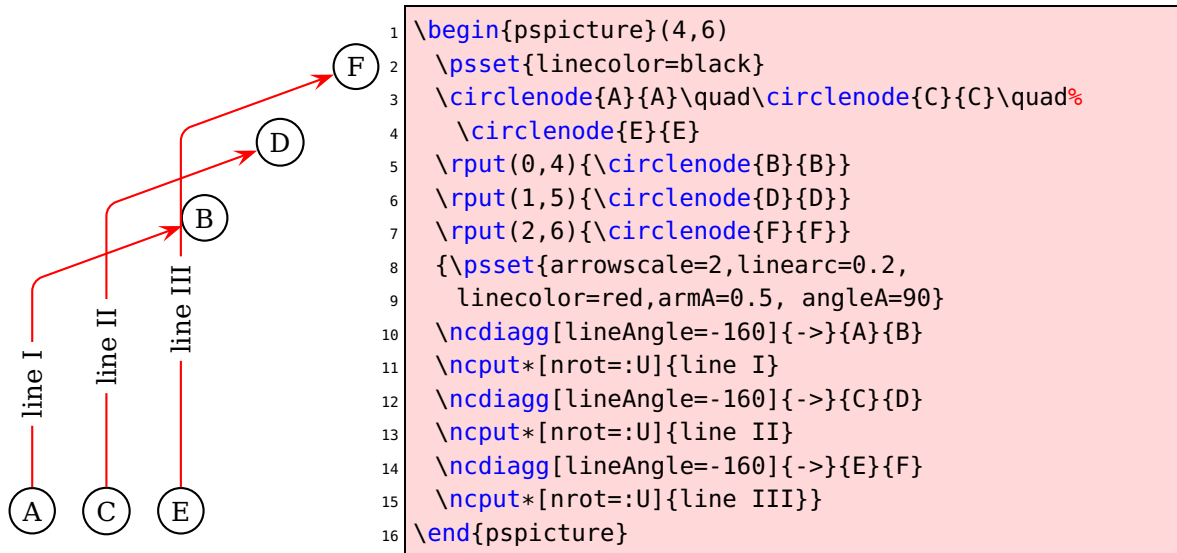 F
D
B
line I
line II
line III
A C E
1 \begin{pspicture}(4,6)
2 \psset{linecolor=black}
3 \circlenode{A}{A}\quad\circlenode{C}{C}\quad%
4 \circlenode{E}{E}
5 \rput(0,4){\circlenode{B}{B}}
6 \rput(1,5){\circlenode{D}{D}}
7 \rput(2,6){\circlenode{F}{F}}
8 {\psset{arrowscale=2,linearc=0.2,
9 linecolor=red,armA=0.5, angleA=90}
10 \ncdiagg[lineAngle=-160]{->}{A}{B}
11 \ncput*[nrot=:U]{line I}
12 \ncdiagg[lineAngle=-160]{->}{C}{D}
13 \ncput*[nrot=:U]{line II}
14 \ncdiagg[lineAngle=-160]{->}{E}{F}
15 \ncput*[nrot=:U]{line III}}
16 \end{pspicture}